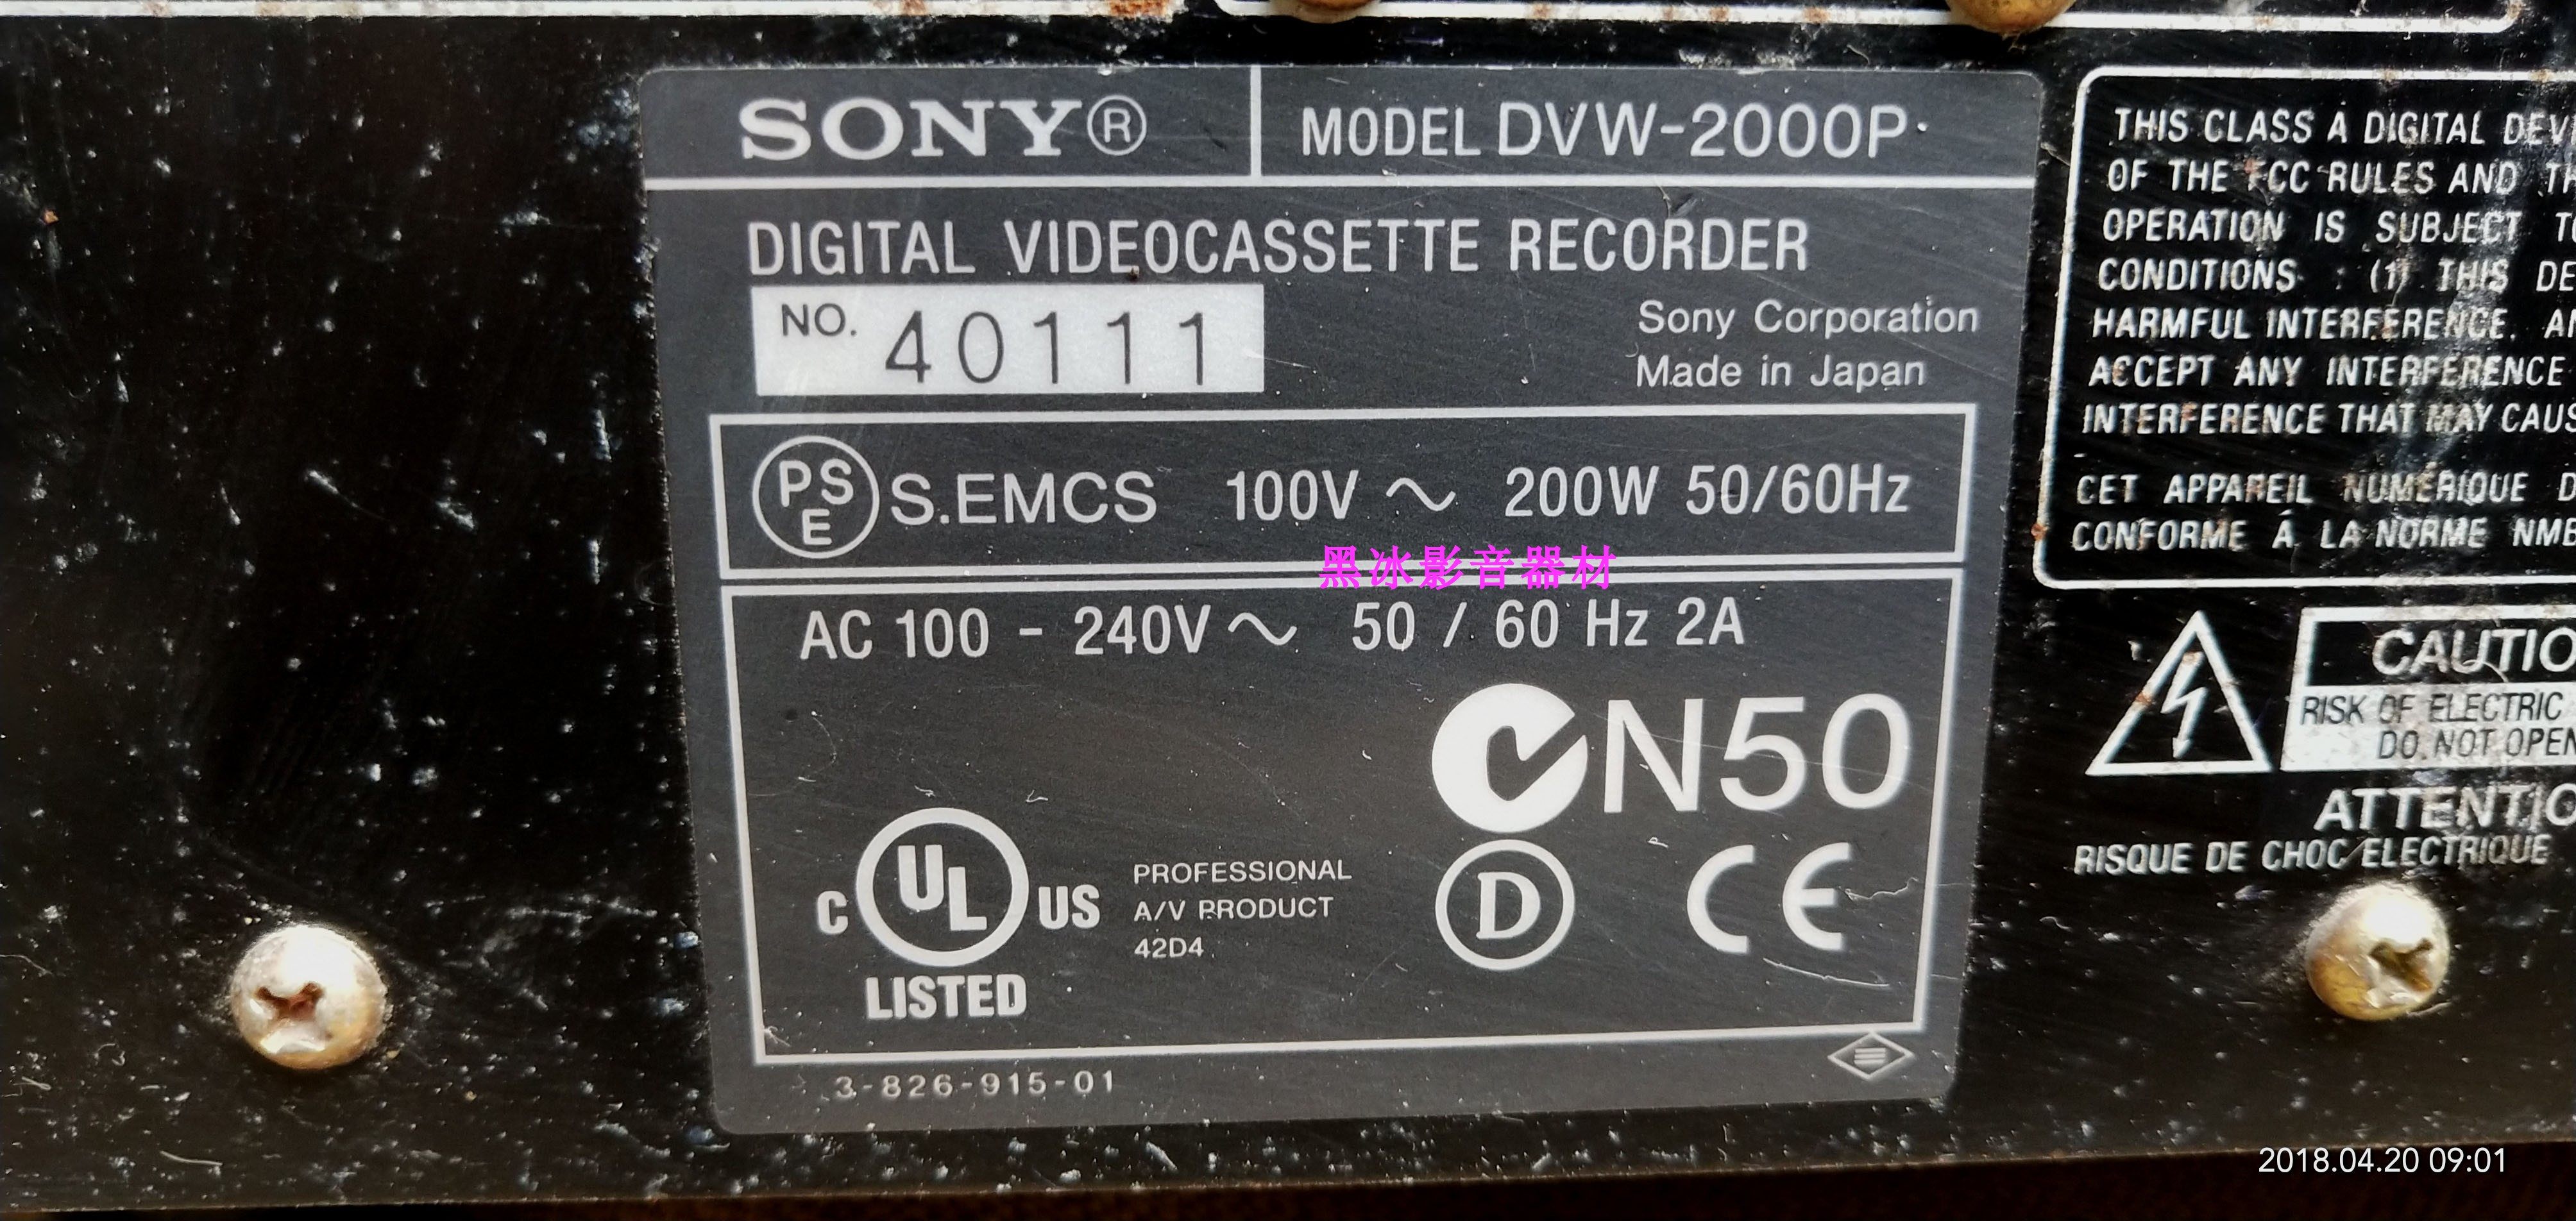 SONY®
MODEL DVW-2000P
DIGITAL VIDEOCASSETTE RECORDER
NO. 40111
Sony Corporation
Made in Japan
PSE S.EMCS 100V ~ 200W 50/60Hz
黑冰影音器材
AC 100 - 240V ~ 50 / 60 Hz 2A
N50
C UL US
LISTED
PROFESSIONAL
A/V PRODUCT
42D4
D CE
3-826-915-01
THIS CLASS A DIGITAL DEV
OF THE FCC RULES AND TH
OPERATION IS SUBJECT TO
CONDITIONS : (1) THIS DE
HARMFUL INTERFERENCE, AN
ACCEPT ANY INTERFERENCE
INTERFERENCE THAT MAY CAUS
CET APPAREIL NUMÉRIQUE D
CONFORME À LA NORME NMB
CAUTIO
RISK OF ELECTRIC
DO NOT OPEN
ATTENTIO
RISQUE DE CHOC ELECTRIQUE
2018.04.20 09:01